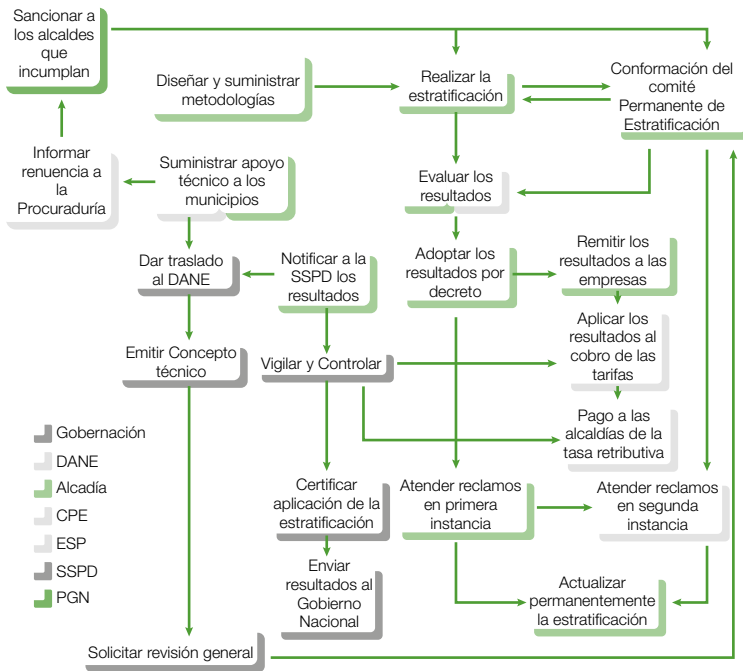 Sancionar a
los alcaldes
que
incumplan
Diseñar y suministrar
metodologías
Realizar la
estratificación
Conformación del
comité
Permanente de
Estratificación
Informar
renuencia a
la
Procuraduría
Suministrar apoyo
técnico a los
municipios
Evaluar los
resultados
Dar traslado
al DANE
Notificar a la
SSPD los
resultados
Adoptar los
resultados por
decreto
Remitir los
resultados a las
empresas
Emitir Concepto
técnico
Vigilar y Controlar
Aplicar los
resultados al
cobro de las
tarifas
Pago a las
alcaldías de la
tasa retributiva
Gobernación
DANE
Alcadía
CPE
ESP
SSPD
PGN
Certificar
aplicación de la
estratificación
Atender reclamos
en primera
instancia
Atender reclamos
en segunda
instancia
Enviar
resultados al
Gobierno
Nacional
Actualizar
permanentemente
la estratificación
Solicitar revisión general